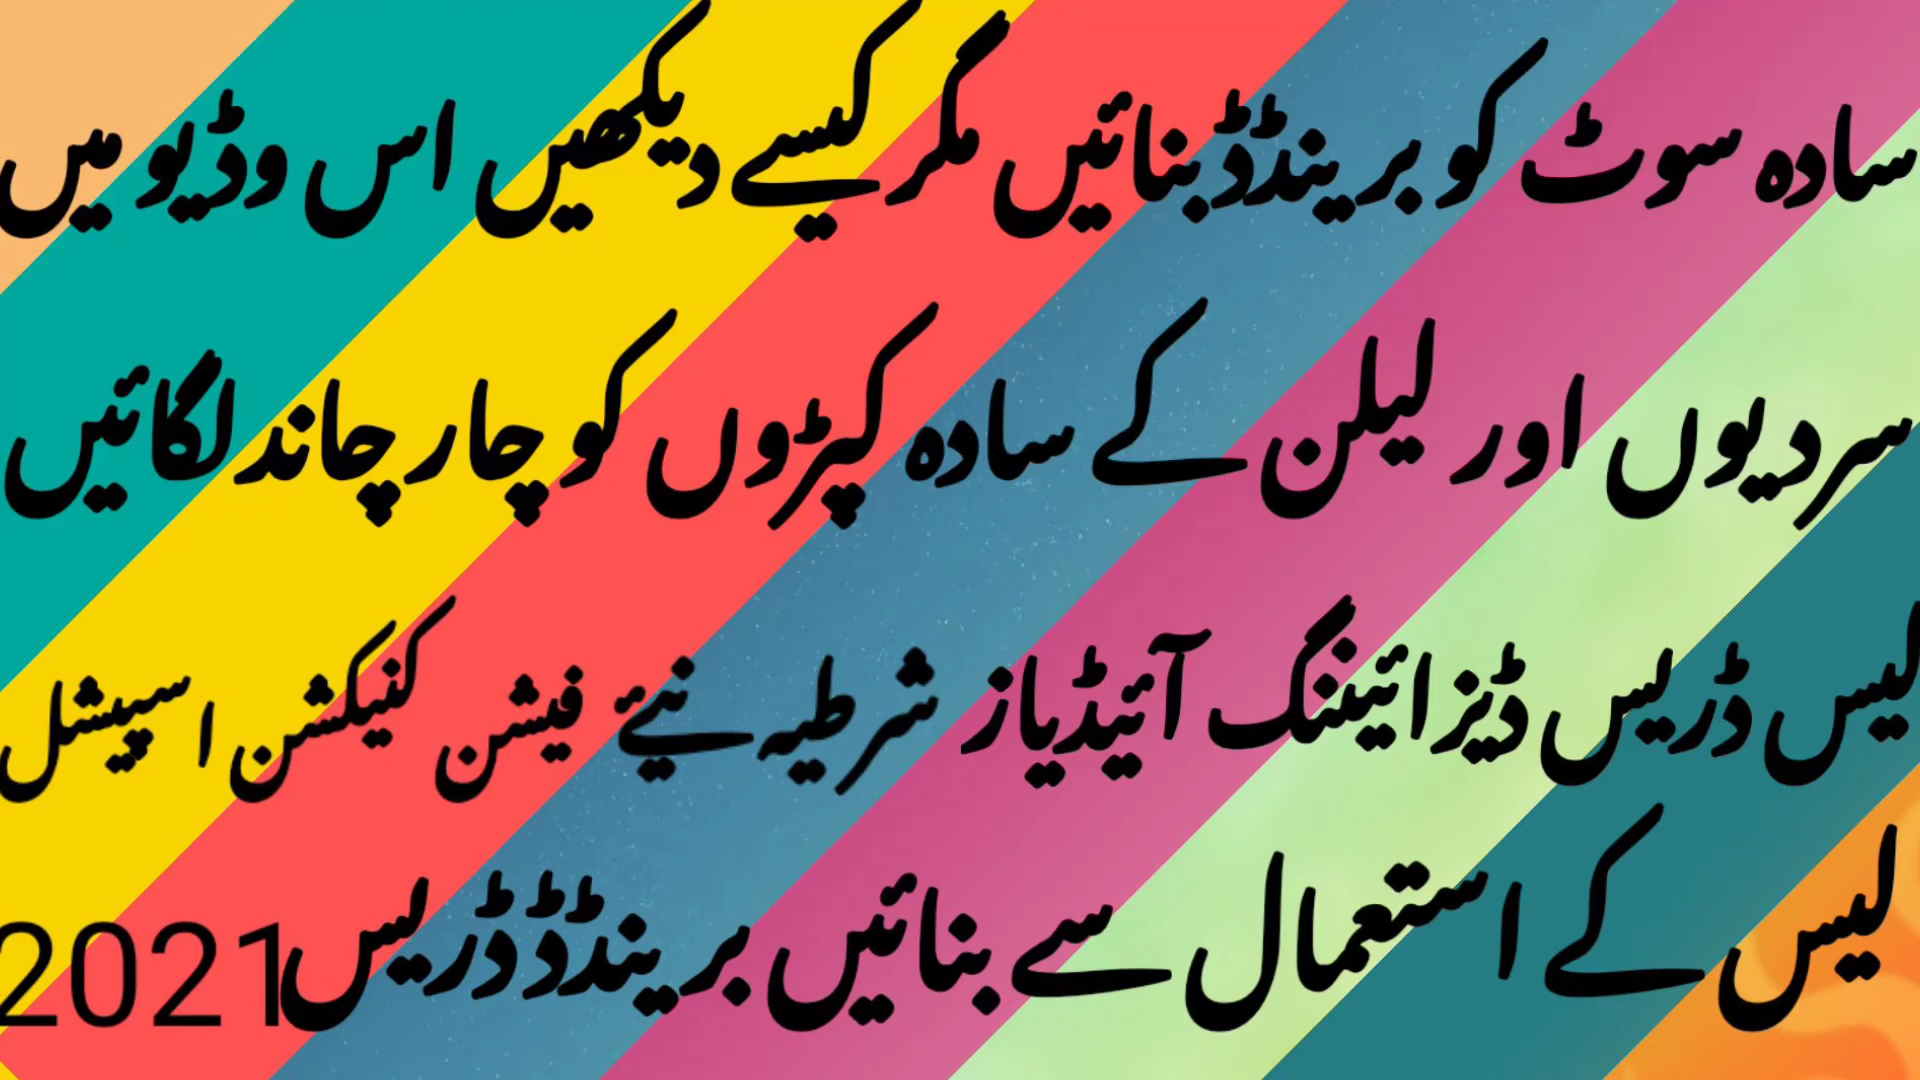 سادہ سوٹ کو برینڈڈ بنائیں مگر کیسے دیکھیں اس وڈیو میں
سردیوں اور لیلن کے سادہ کپڑوں کو چار چاند لگائیں
لیس ڈریس ڈیزائیننگ آئیڈیاز شرطیہ نیئے فیشن کنیکشن اسپیشل
لیس کے استعمال سے بنائیں برینڈڈ ڈریس 2021